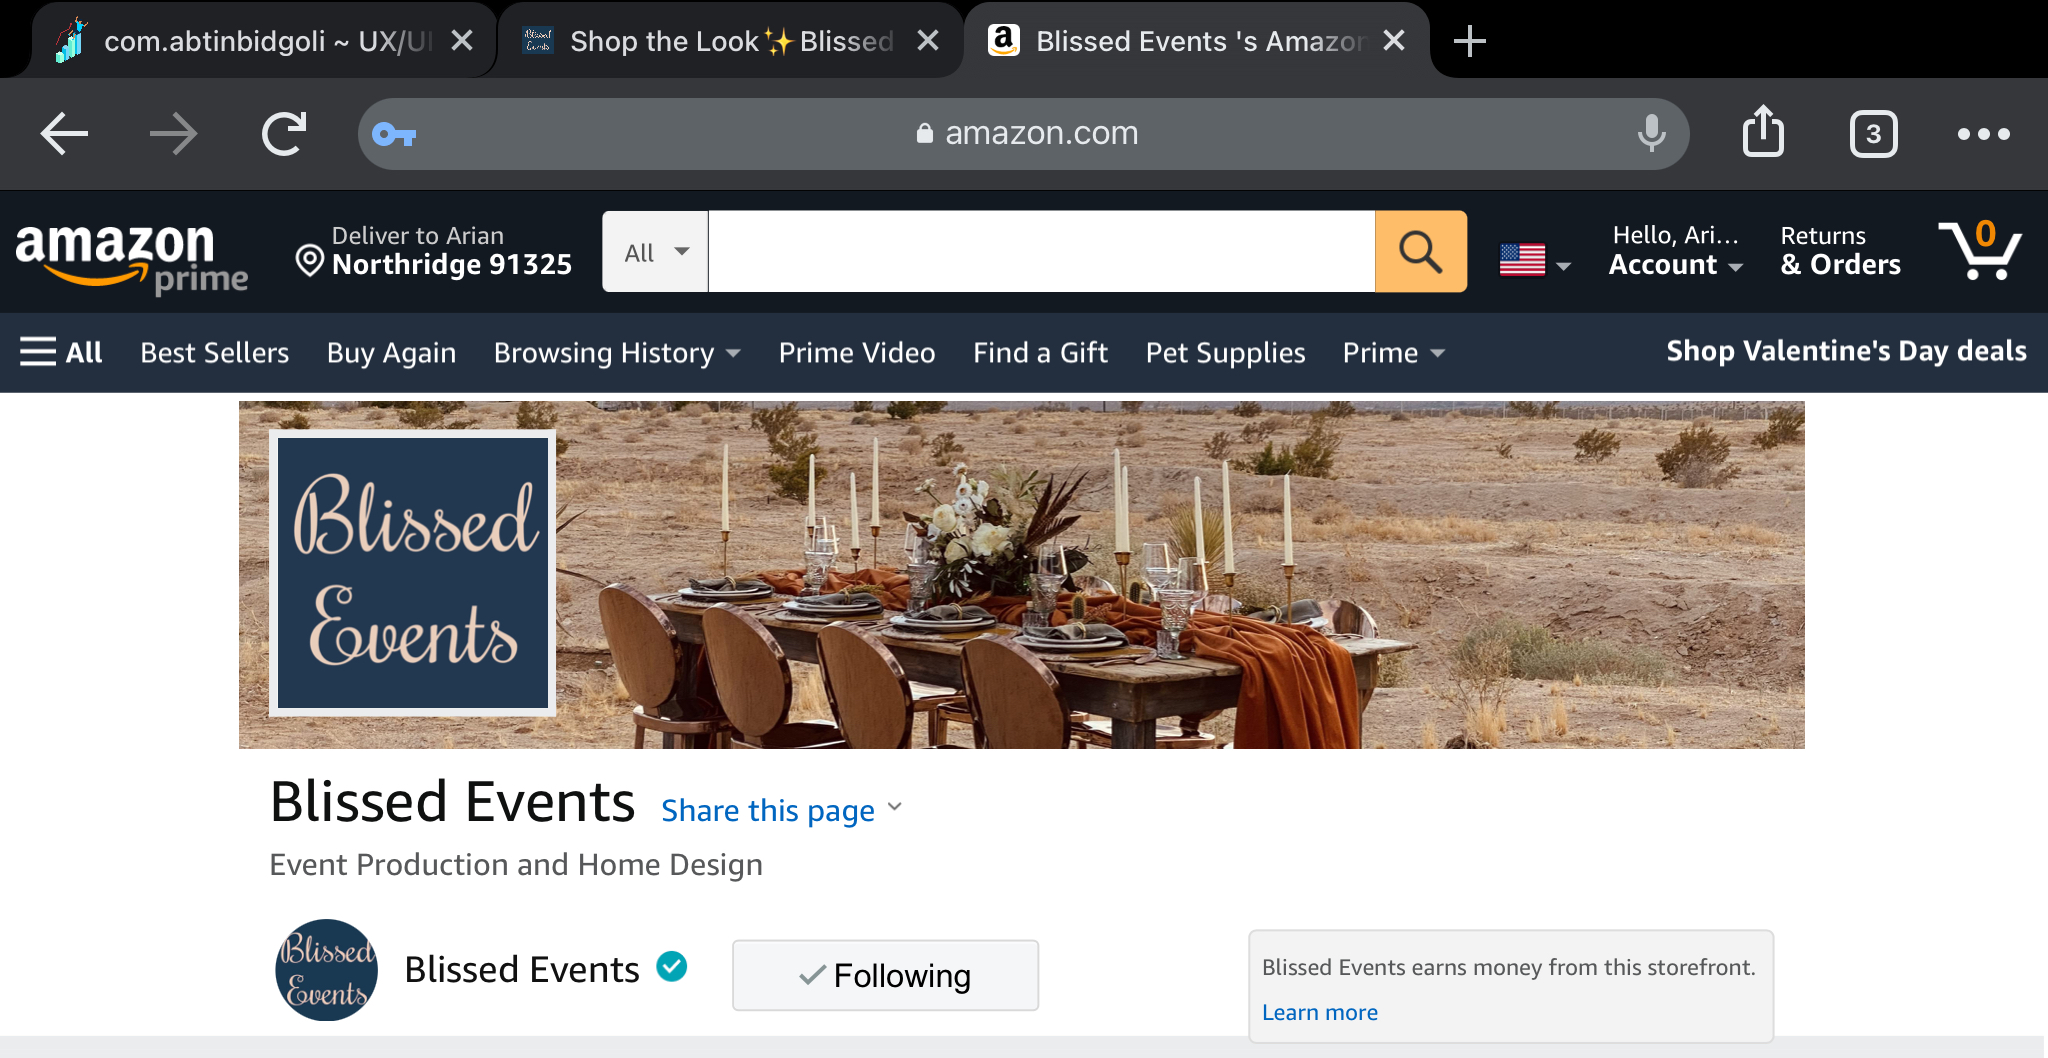 com.abtinbidgoli ~ UX/UI
Shop the Look✨Blissed
Blissed Events 's Amazon
amazon.com
3
amazon prime
Deliver to Arian
Northridge 91325
All
Hello, Ari...
Account
Returns
& Orders
0
All Best Sellers Buy Again Browsing History Prime Video Find a Gift Pet Supplies Prime Shop Valentine's Day deals
Blissed
Events
Blissed Events Share this page
Event Production and Home Design
Blissed
Events
Blissed Events
Following
Blissed Events earns money from this storefront.
Learn more